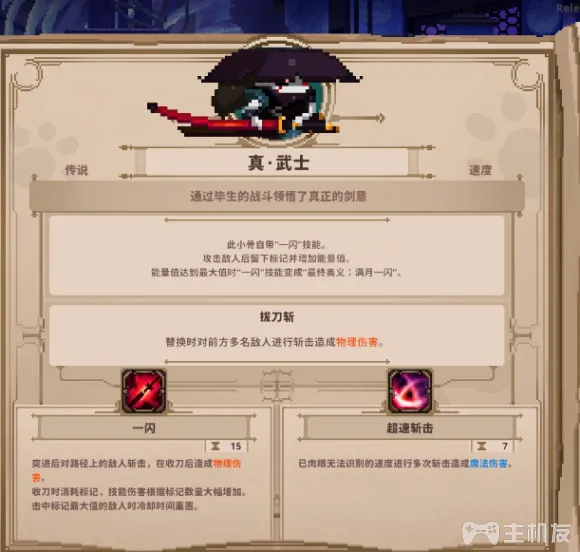 Rele
真·武士
传说
速度
通过毕生的战斗领悟了真正的剑意
此小骨自带“一闪”技能。
攻击敌人后留下标记并增加能量值。
能量值达到最大值时“一闪”技能变成“最终奥义：满月一闪”。
拔刀斩
替换时对前方多名敌人进行斩击造成物理伤害。
一闪
15
突进后对路径上的敌人斩击，在收刀后造成物理伤
害。
收刀时消耗标记，技能伤害根据标记数量大幅增加。
击中标记最大值的敌人时冷却时间重置。
超速斩击
7
已肉眼无法识别的速度进行多次斩击造成魔法伤害。
主机友